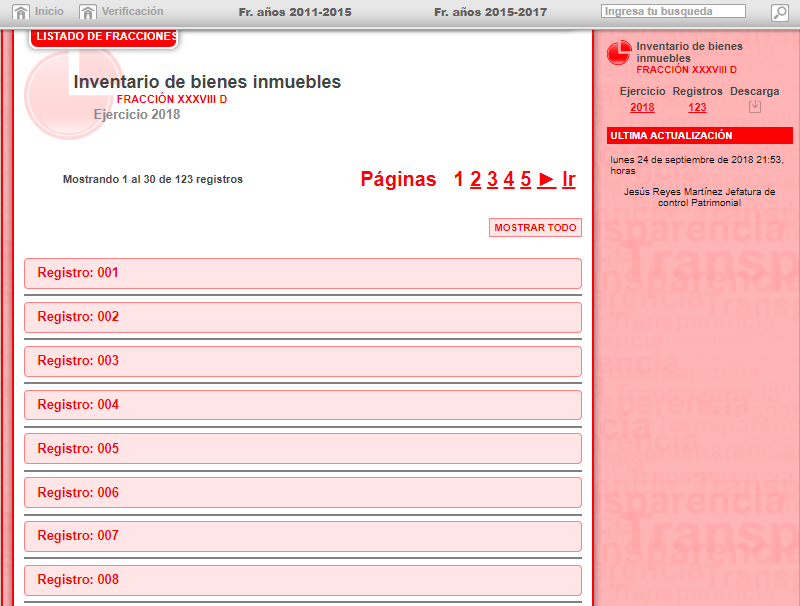 Inicio
Verificación
Fr. años 2011-2015
Fr. años 2015-2017
Ingresa tu busqueda
LISTADO DE FRACCIONES
Inventario de bienes inmuebles
FRACCIÓN XXXVIII D
Ejercicio 2018
Mostrando 1 al 30 de 123 registros
Páginas 1 2 3 4 5 ► Ir
MOSTRAR TODO
Registro: 001
Registro: 002
Registro: 003
Registro: 004
Registro: 005
Registro: 006
Registro: 007
Registro: 008
Inventario de bienes
inmuebles
FRACCIÓN XXXVIII D
Ejercicio Registros Descarga
2018 123
ULTIMA ACTUALIZACIÓN
lunes 24 de septiembre de 2018 21:53,
horas
Jesús Reyes Martínez Jefatura de
control Patrimonial